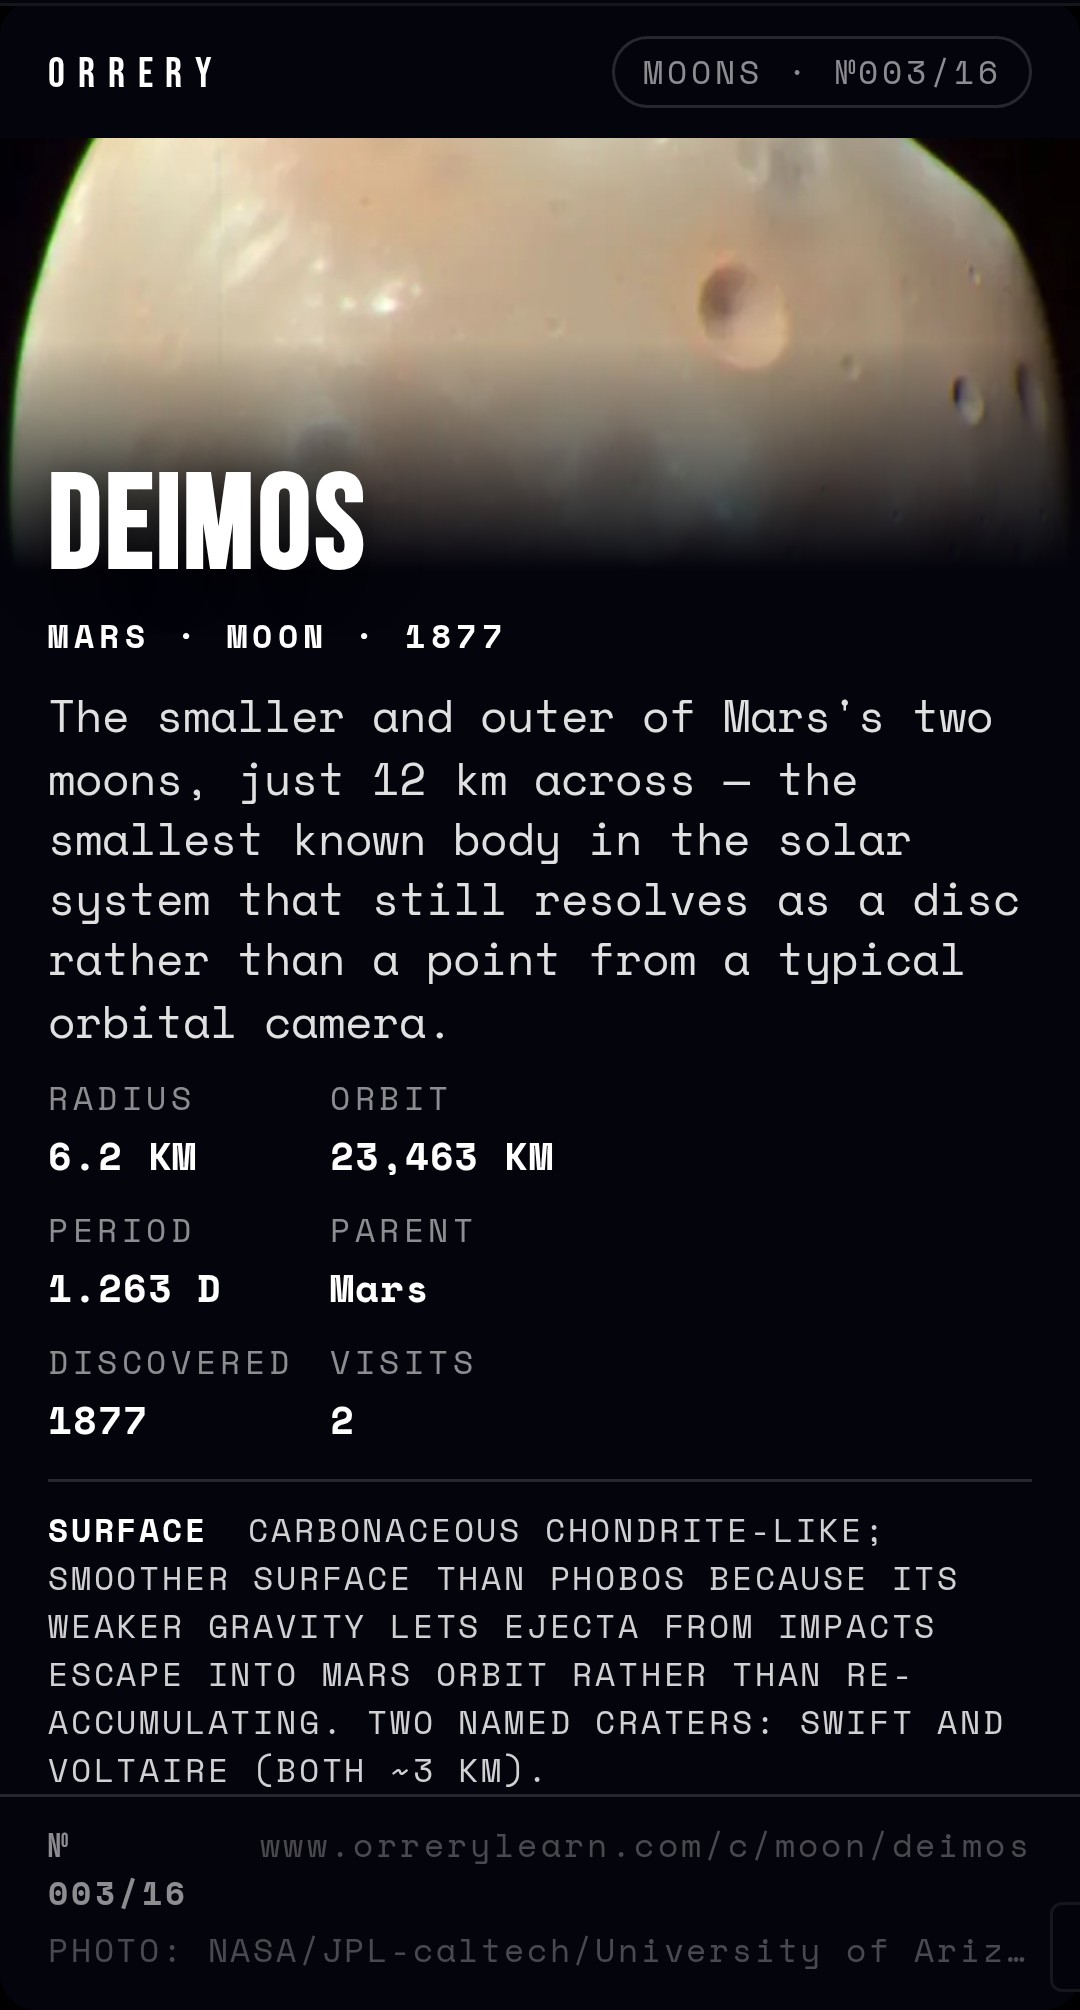 ORRERY
MOONS · №003/16
DEIMOS
MARS · MOON · 1877
The smaller and outer of Mars's two
moons, just 12 km across — the
smallest known body in the solar
system that still resolves as a disc
rather than a point from a typical
orbital camera.
RADIUS ORBIT
6.2 KM 23,463 KM
PERIOD PARENT
1.263 D Mars
DISCOVERED VISITS
1877 2
SURFACE CARBONACEOUS CHONDRITE-LIKE;
SMOOTHER SURFACE THAN PHOBOS BECAUSE ITS
WEAKER GRAVITY LETS EJECTA FROM IMPACTS
ESCAPE INTO MARS ORBIT RATHER THAN RE-
ACCUMULATING. TWO NAMED CRATERS: SWIFT AND
VOLTAIRE (BOTH ~3 KM).
№ www.orrerylearn.com/c/moon/deimos
003/16
PHOTO: NASA/JPL-caltech/University of Ariz…